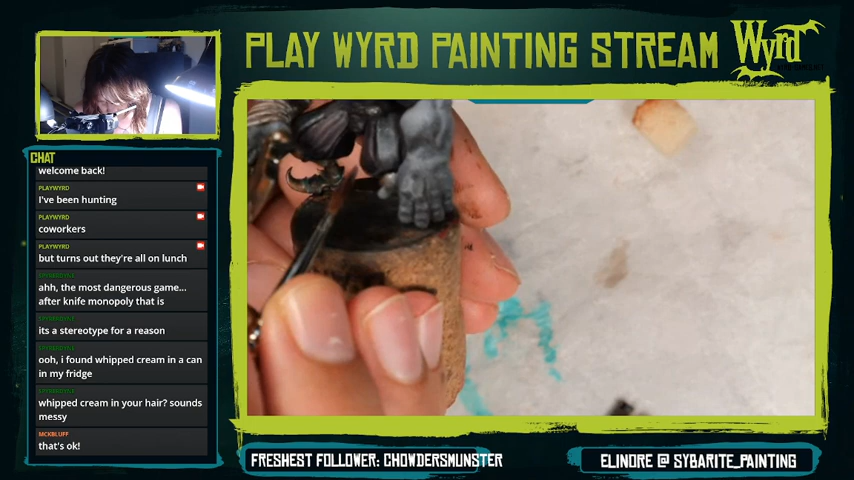 PLAY WYRD PAINTING STREAM
Wyrd
CHAT
welcome back!
PLAYWYRD
I've been hunting
PLAYWYRD
coworkers
PLAYWYRD
but turns out they're all on lunch
ahh, the most dangerous game...
after knife monopoly that is
its a stereotype for a reason
ooh, i found whipped cream in a can
in my fridge
whipped cream in your hair? sounds
messy
MCKBLUFF
that's ok!
FRESHEST FOLLOWER: CHOWDERSMUNSTER
ELINORE @ SYBARITE_PAINTING